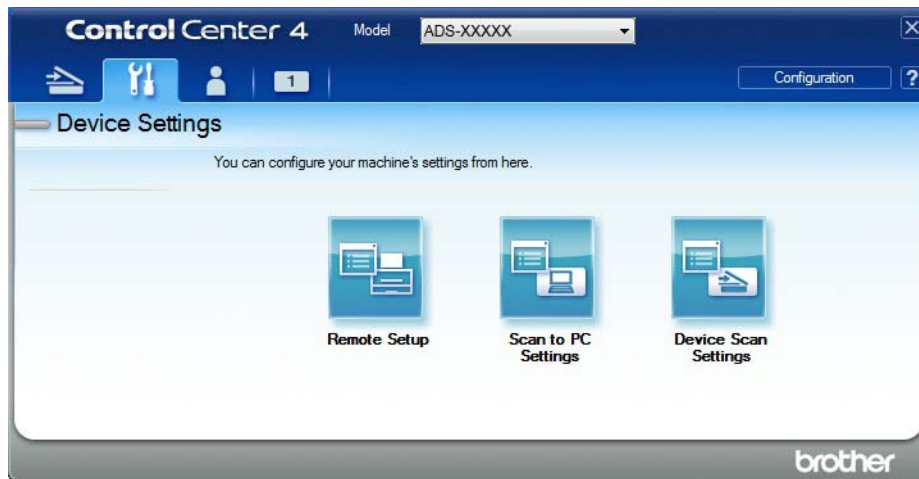 Control Center 4 Model ADS-XXXXX X
1 Configuration ?
Device Settings
You can configure your machine's settings from here.
Remote Setup
Scan to PC
Settings
Device Scan
Settings
brother